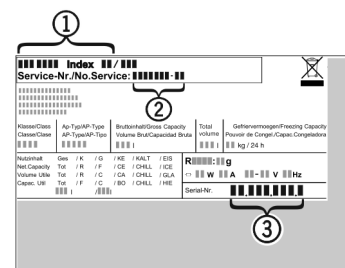 1
Index /
Service-Nr./No.Service: -
2
Klasse/Class Ap-Typ/AP-Type Bruttoinhalt/Gross Capacity Total Gefriervermoegen/Freezing Capacity
Classe/Clase AP-Type/AP-Tipo Volume Brut/Capacidad Bruta volume Pouvoir de Congel./Capac.Congeladora
l l kg / 24 h
Nutzinhalt Ges / K / G / KE / KALT / EIS
Net.Capacity Tot / R / F / CE / CHILL / ICE
Volume Utile Tot / R / C / CA / CHILL / GLA
Capac. Util Tot / F / C / BO / CHILL / HIE
l / l
R : g
W A - V Hz
Serial-Nr.
3